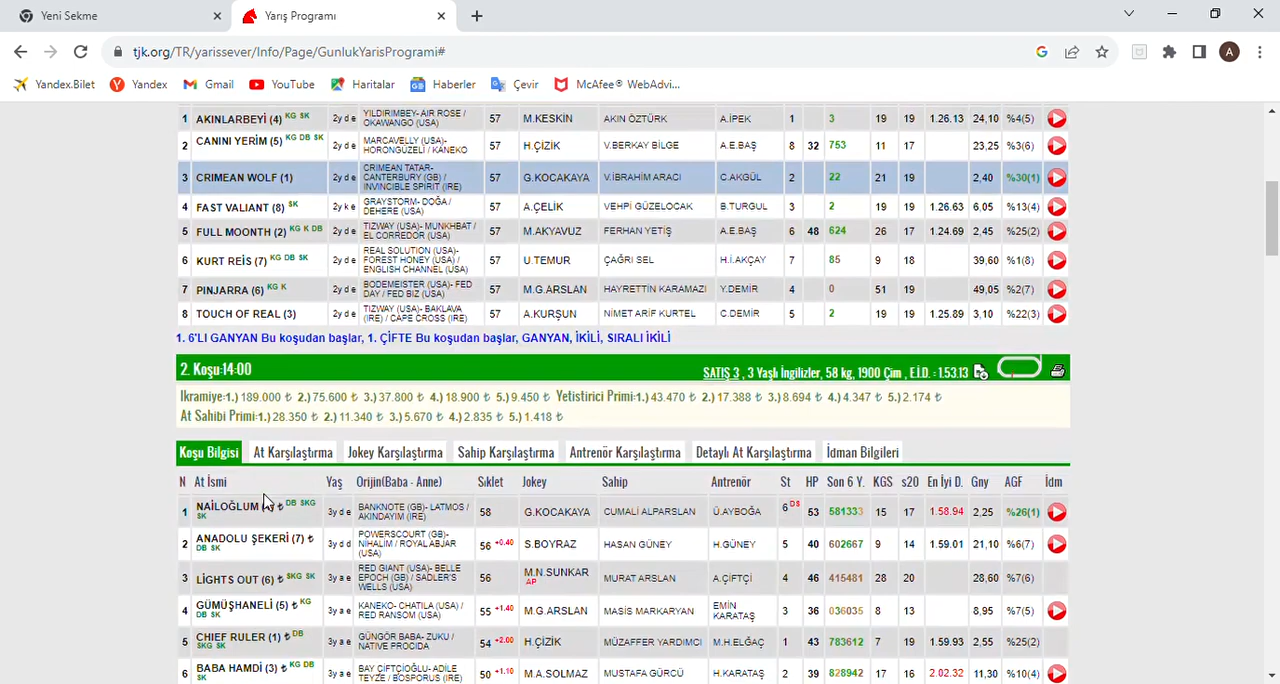 Yeni Sekme
Yarış Programı
tjk.org/TR/yarissever/Info/Page/GunlukYarisProgrami#
Yandex.Bilet Yandex Gmail YouTube Haritalar Haberler Çevir McAfee® WebAdvi...
1 AKINLARBEYİ (4) KG SK 2y d e YILDIRIMBEY- AIR ROSE / OKAWANGO (USA) 57 M.KESKİN AKIN ÖZTÜRK A.İPEK 1 3 19 19 1.26.13 24,10 %4(5)
2 CANINI YERİM (5) KG DB SK 2y d e MARCAVELLY (USA)- HORONGÜZELİ / KANEKO 57 H.ÇİZİK V.BERKAY BİLGE A.E.BAŞ 8 32 753 11 17 23,25 %3(6)
3 CRIMEAN WOLF (1) 2y d e CRIMEAN TATAR- CANTERBURY (GB) / INVINCIBLE SPIRIT (IRE) 57 G.KOCAKAYA V.İBRAHİM ARACI C.AKGÜL 2 22 21 19 2,40 %30(1)
4 FAST VALIANT (8) SK 2y k e GRAYSTORM- DOĞA / DEHERE (USA) 57 A.ÇELİK VEHPİ GÜZELOCAK B.TURGUL 3 2 19 19 1.26.63 6,05 %13(4)
5 FULL MOONTH (2) KG K DB 2y d e TIZWAY (USA)- MUNKHBAT / EL CORREDOR (USA) 57 M.AKYAVUZ FERHAN YETİŞ A.E.BAŞ 6 48 624 26 17 1.24.69 2,45 %25(2)
6 KURT REİS (7) KG DB SK 2y d e REAL SOLUTION (USA)- FOREST HONEY (USA) / ENGLISH CHANNEL (USA) 57 U.TEMUR ÇAĞRI SEL H.İ.AKÇAY 7 85 9 18 39,60 %1(8)
7 PINJARRA (6) KG K 2y d e BODEMEISTER (USA)- FED DAY / FED BIZ (USA) 57 M.G.ARSLAN HAYRETTİN KARAMAZI Y.DEMİR 4 0 51 19 49,05 %2(7)
8 TOUCH OF REAL (3) 2y d e TIZWAY (USA)- BAKLAVA (IRE) / CAPE CROSS (IRE) 57 A.KURŞUN NİMET ARİF KURTEL C.DEMİR 5 2 19 19 1.25.89 3,10 %22(3)
1. 6'LI GANYAN Bu koşudan başlar, 1. ÇİFTE Bu koşudan başlar, GANYAN, İKİLİ, SIRALI İKİLİ
2. Koşu:14:00 SATIŞ 3 , 3 Yaşlı İngilizler, 58 kg, 1900 Çim , E.İ.D. : 1.53.13
Ikramiye:1.) 189.000 ₺ 2.) 75.600 ₺ 3.) 37.800 ₺ 4.) 18.900 ₺ 5.) 9.450 ₺ Yetistirici Primi:1.) 43.470 ₺ 2.) 17.388 ₺ 3.) 8.694 ₺ 4.) 4.347 ₺ 5.) 2.174 ₺
At Sahibi Primi:1.) 28.350 ₺ 2.) 11.340 ₺ 3.) 5.670 ₺ 4.) 2.835 ₺ 5.) 1.418 ₺
Koşu Bilgisi At Karşılaştırma Jokey Karşılaştırma Sahip Karşılaştırma Antrenör Karşılaştırma Detaylı At Karşılaştırma İdman Bilgileri
N At İsmi Yaş Orijin(Baba - Anne) Sıklet Jokey Sahip Antrenör St HP Son 6 Y. KGS s20 En İyi D. Gny AGF İdm
1 NAİLOĞLUM ₺ DB SKG SK 3y d e BANKNOTE (GB)- LATMOS / AKINDAYIM (IRE) 58 G.KOCAKAYA CUMALİ ALPARSLAN Ü.AYBOĞA 6 DS 53 581333 15 17 1.58.94 2,25 %26(1)
2 ANADOLU ŞEKERİ (7) ₺ DB SK 3y d d POWERSCOURT (GB)- NİHALİM / ROYAL ABJAR (USA) 56 +0.40 S.BOYRAZ HASAN GÜNEY H.GÜNEY 5 40 602667 9 14 1.59.01 21,10 %6(7)
3 LİGHTS OUT (6) ₺ SKG SK 3y a e RED GIANT (USA)- BELLE EPOCH (GB) / SADLER'S WELLS (USA) 56 M.N.SUNKAR AP MURAT ARSLAN A.ÇİFTÇİ 4 46 415481 28 20 28,60 %7(6)
4 GÜMÜŞHANELİ (5) ₺ KG DB SK 3y a e KANEKO- CHATILA (USA) / RED RANSOM (USA) 55 +1.40 M.G.ARSLAN MASİS MARKARYAN EMİN KARATAŞ 3 36 036035 8 13 8,95 %7(5)
5 CHIEF RULER (1) ₺ DB SKG SK 3y a e GÜNGÖR BABA- ZUKU / NATIVE PROCIDA 54 +2.00 H.ÇİZİK MÜZAFFER YARDIMCI M.H.ELGAÇ 1 43 783612 7 19 1.59.93 2,55 %25(2)
6 BABA HAMDİ (3) ₺ KG DB SK 3y a e BAY ÇİFTÇİOĞLU- ADİLE TEYZE / BOSPORUS (IRE) 50 +1.10 M.A.SOLMAZ MUSTAFA GÜRCÜ H.KARATAŞ 2 39 828942 17 16 2.02.32 11,30 %10(4)